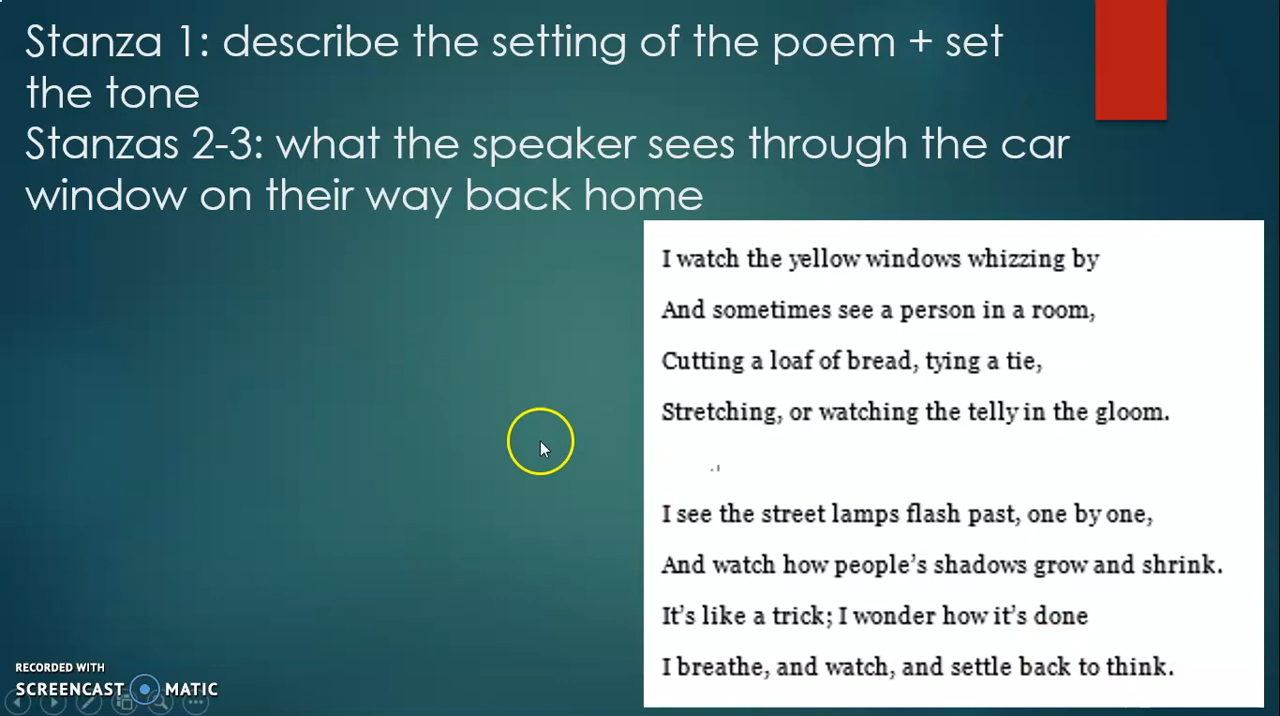 Stanza 1: describe the setting of the poem + set
the tone
Stanzas 2-3: what the speaker sees through the car
window on their way back home
I watch the yellow windows whizzing by
And sometimes see a person in a room,
Cutting a loaf of bread, tying a tie,
Stretching, or watching the telly in the gloom.
I see the street lamps flash past, one by one,
And watch how people's shadows grow and shrink.
It's like a trick; I wonder how it's done
I breathe, and watch, and settle back to think.
RECORDED WITH
SCREENCAST MATIC